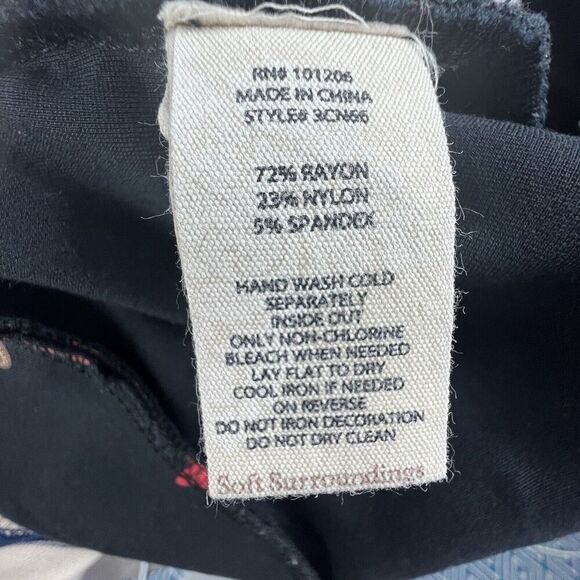 RN# 101206
MADE IN CHINA
STYLE# 3CN66
72% RAYON
23% NYLON
5% SPANDEX
HAND WASH COLD
SEPARATELY
INSIDE OUT
ONLY NON-CHLORINE
BLEACH WHEN NEEDED
LAY FLAT TO DRY
COOL IRON IF NEEDED
ON REVERSE
DO NOT IRON DECORATION
DO NOT DRY CLEAN
Soft Surroundings